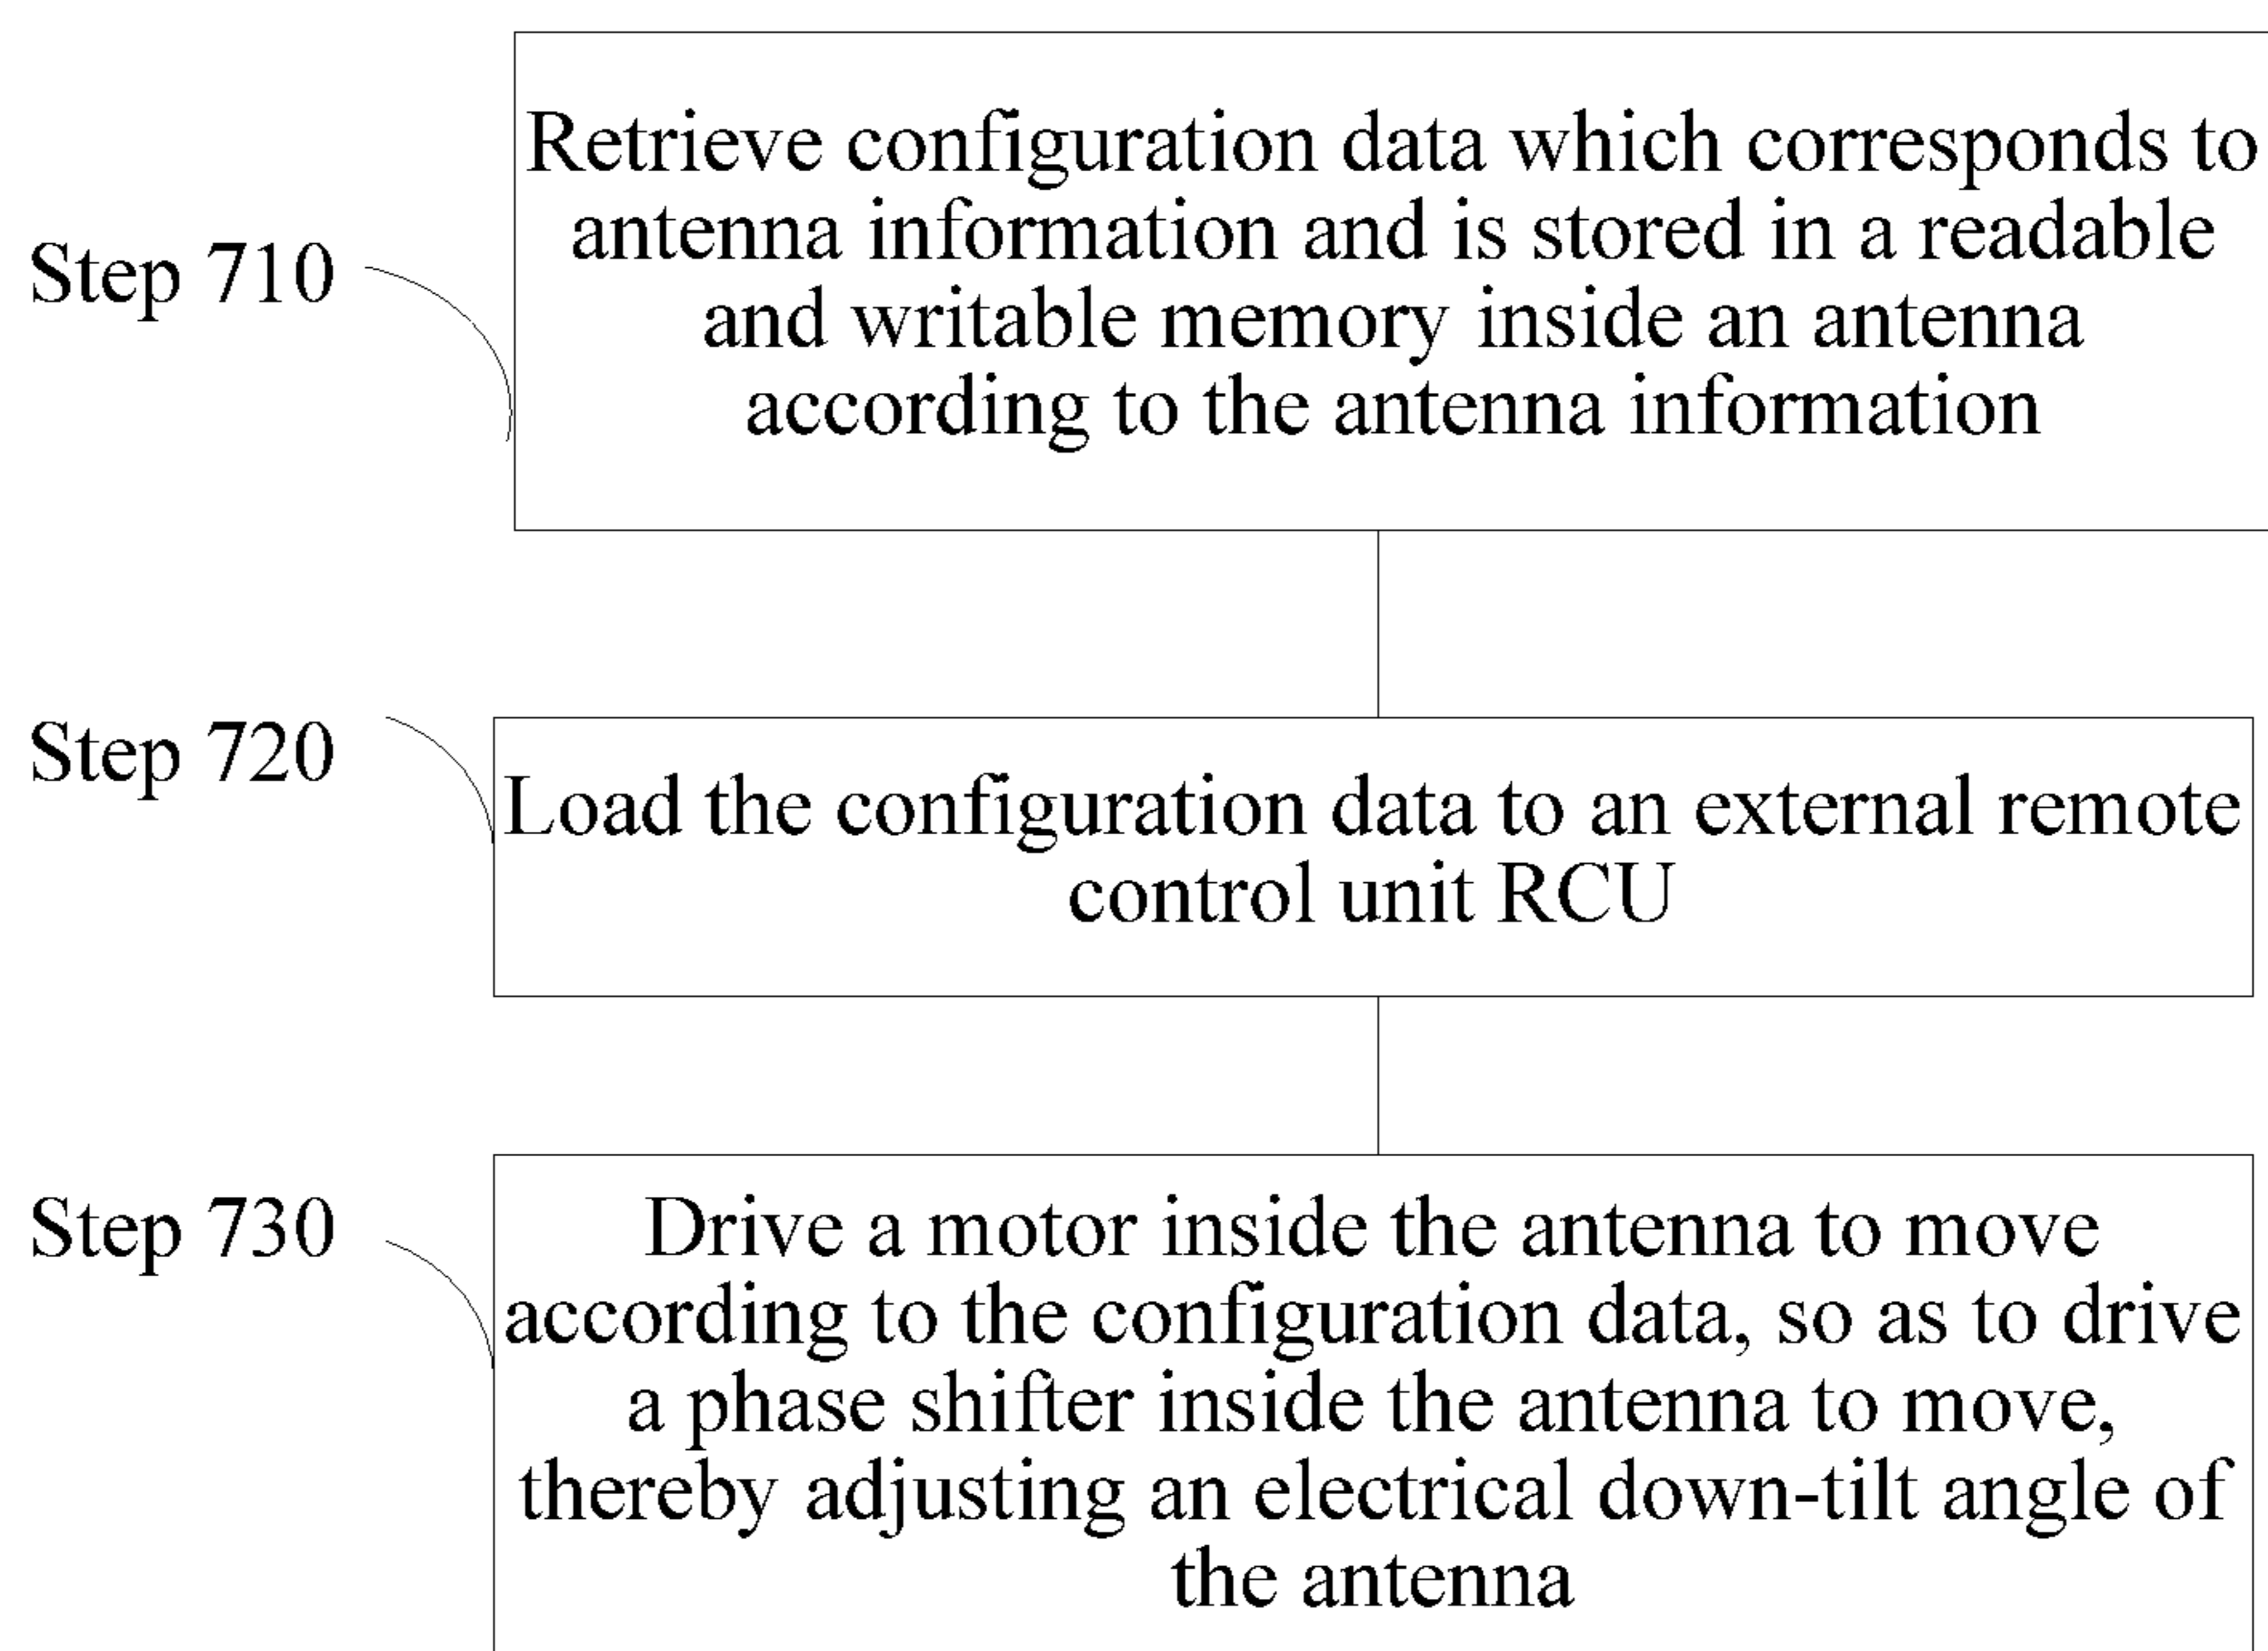 Step 710
Retrieve configuration data which corresponds to
antenna information and is stored in a readable
and writable memory inside an antenna
according to the antenna information
Step 720
Load the configuration data to an external remote
control unit RCU
Step 730
Drive a motor inside the antenna to move
according to the configuration data, so as to drive
a phase shifter inside the antenna to move,
thereby adjusting an electrical down-tilt angle of
the antenna